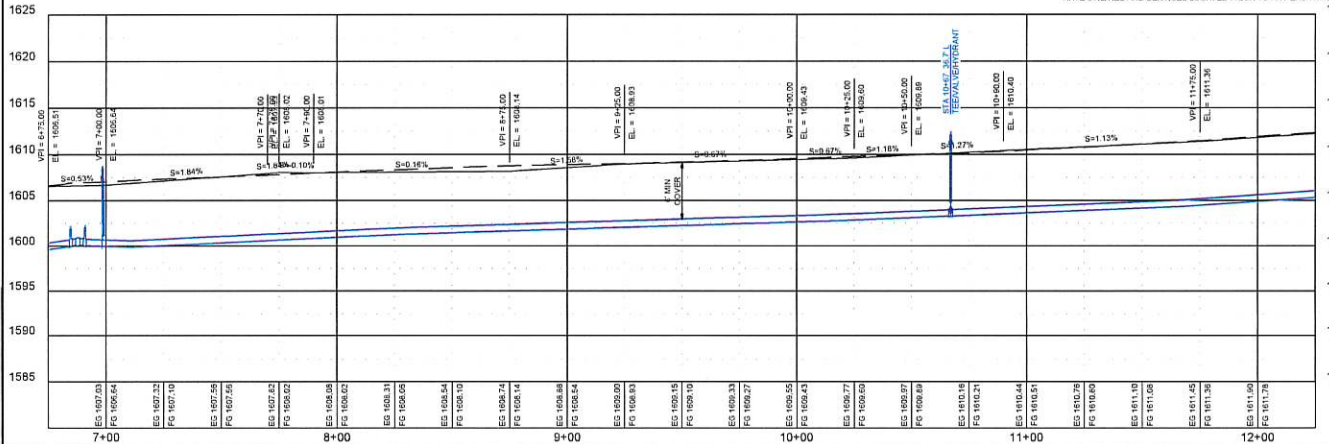 1625
1620
1615
1610
1605
1600
1595
1590
1585
VPI = 6+75.00
EL. = 1606.51
VPI = 7+00.00
EL. = 1606.64
VPI = 7+70.00
EL. = 1608.02
VPI = 7+90.00
EL. = 1608.01
VPI = 8+75.00
EL. = 1608.14
VPI = 9+25.00
EL. = 1608.93
VPI = 10+00.00
EL. = 1609.43
VPI = 10+25.00
EL. = 1609.60
VPI = 10+50.00
EL. = 1609.89
STA 10+67 36.7' L
TEE/VALVE/HYDRANT
VPI = 10+90.00
EL. = 1610.40
VPI = 11+75.00
EL. = 1611.36
S=0.53%
S=1.84%
S=1.84%
-0.10%
S=0.16%
S=1.58%
S=0.67%
S=0.67%
S=1.18%
S=1.27%
S=1.13%
6' MIN
COVER
EG 1607.03
FG 1606.64
EG 1607.32
FG 1607.10
EG 1607.56
FG 1607.56
EG 1607.82
FG 1608.02
EG 1608.08
FG 1608.02
EG 1608.31
FG 1608.05
EG 1608.54
FG 1608.10
EG 1608.74
FG 1608.14
EG 1608.88
FG 1608.54
EG 1609.00
FG 1608.93
EG 1609.15
FG 1609.10
EG 1609.33
FG 1609.27
EG 1609.55
FG 1609.43
EG 1609.77
FG 1609.60
EG 1609.97
FG 1609.89
EG 1610.16
FG 1610.21
EG 1610.44
FG 1610.51
EG 1610.76
FG 1610.80
EG 1611.10
FG 1611.08
EG 1611.45
FG 1611.36
EG 1611.90
FG 1611.78
7+00
8+00
9+00
10+00
11+00
12+00